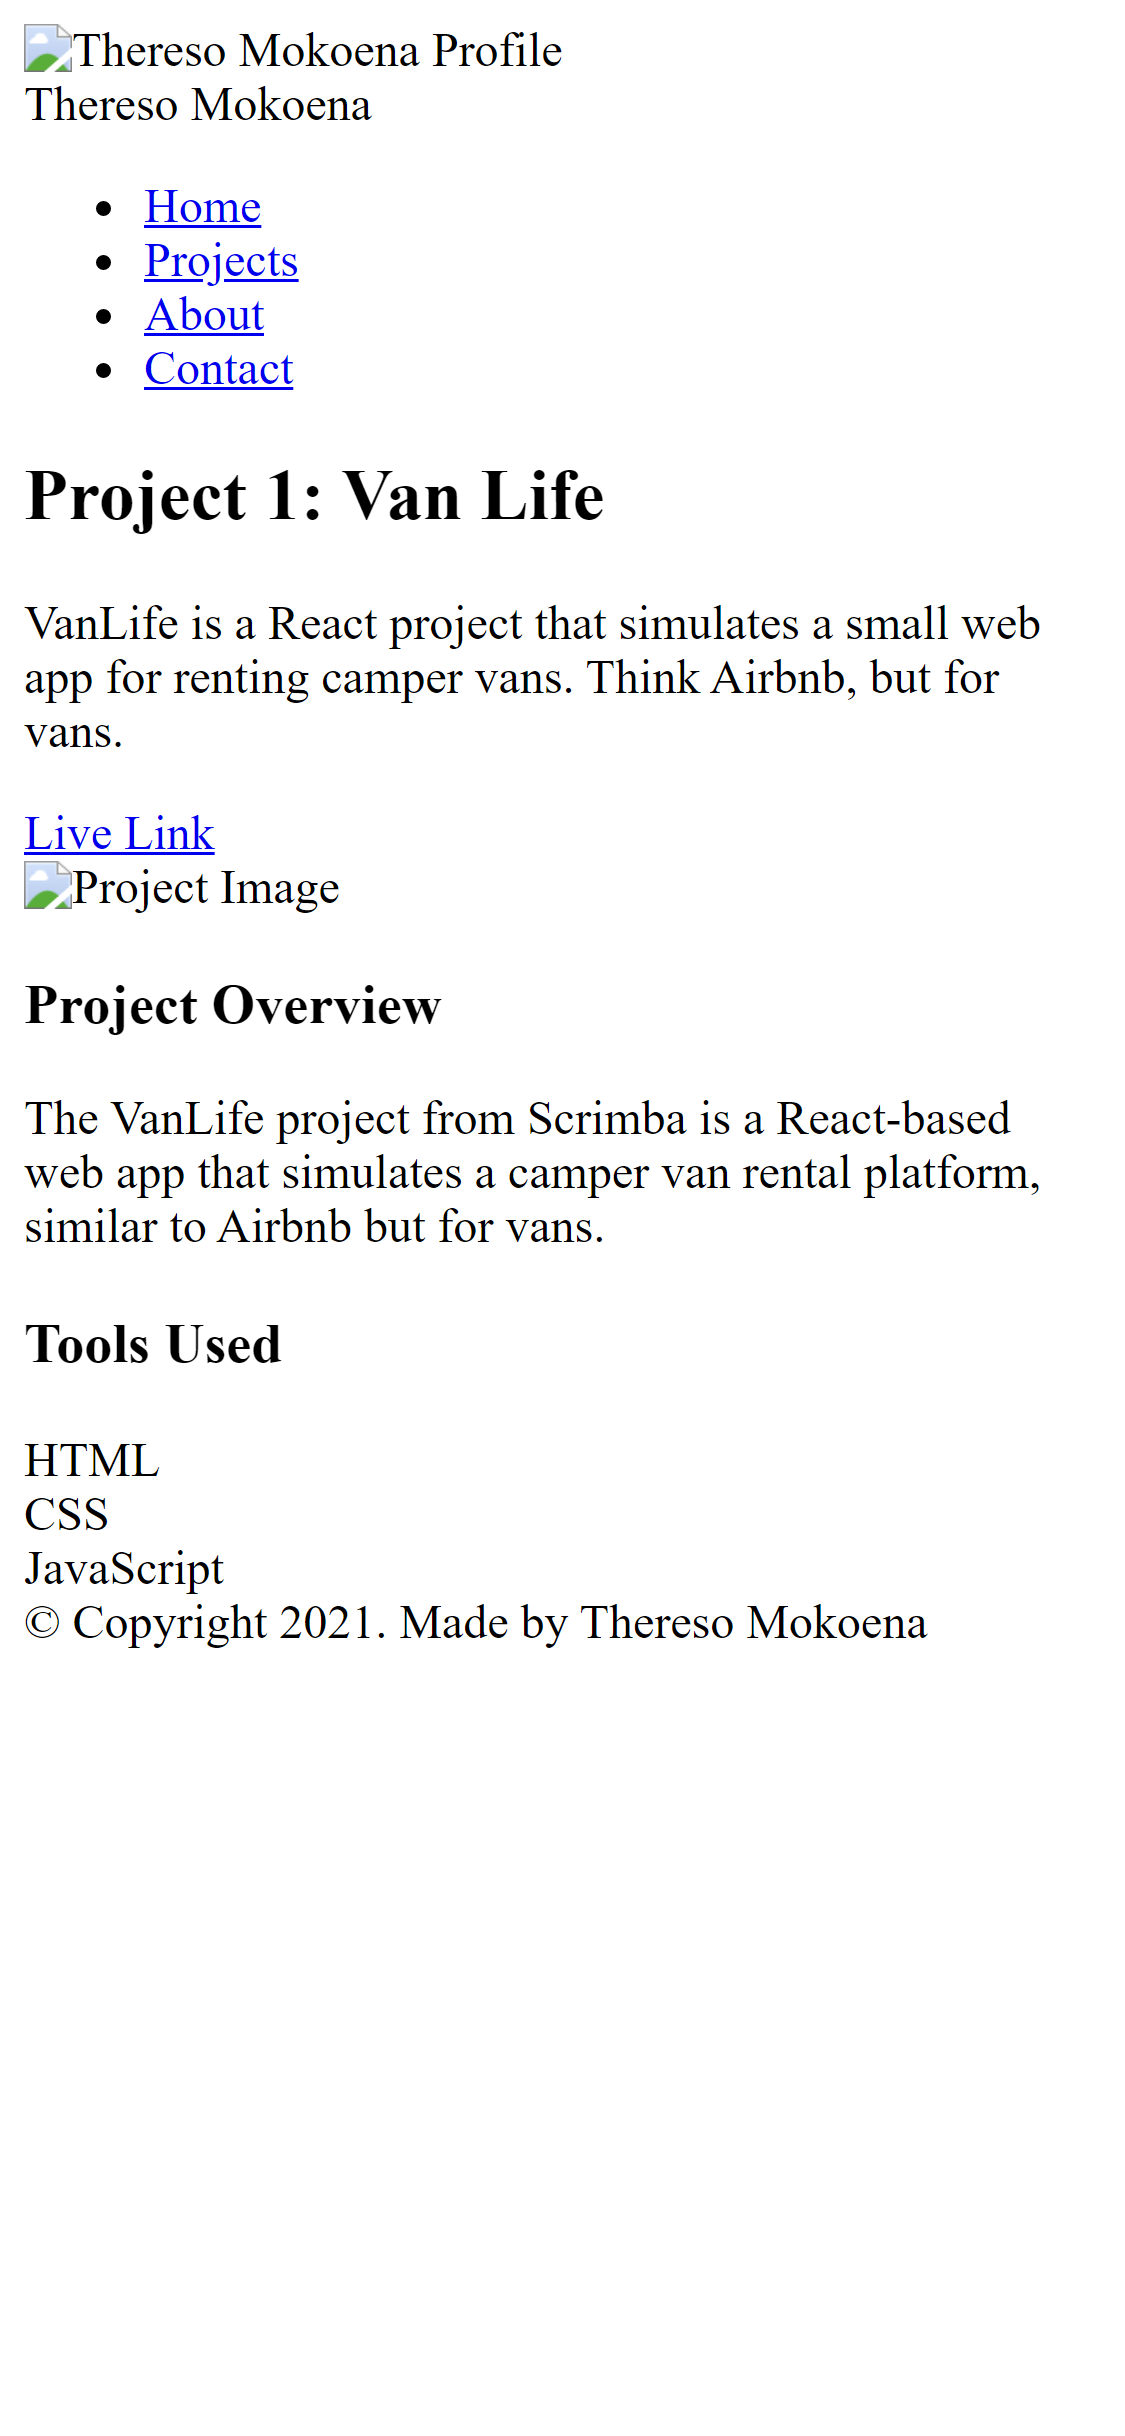 Thereso Mokoena Profile
Thereso Mokoena
Home
Projects
About
Contact
Project 1: Van Life
VanLife is a React project that simulates a small web
app for renting camper vans. Think Airbnb, but for
vans.
Live Link
Project Image
Project Overview
The VanLife project from Scrimba is a React-based
web app that simulates a camper van rental platform,
similar to Airbnb but for vans.
Tools Used
HTML
CSS
JavaScript
© Copyright 2021. Made by Thereso Mokoena